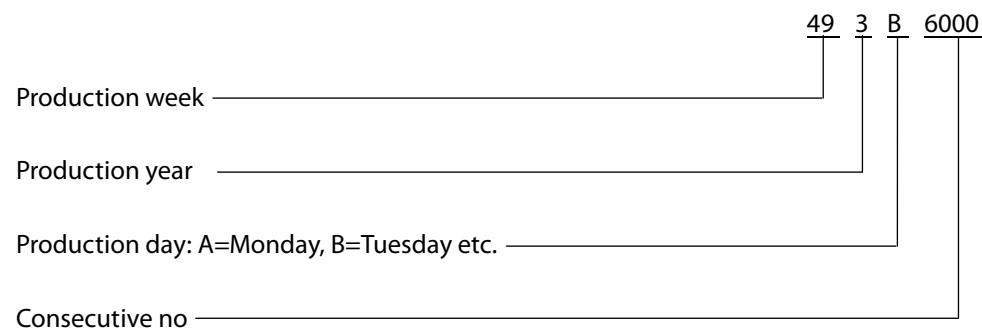 49 3 B 6000
Production week
Production year
Production day: A=Monday, B=Tuesday etc.
Consecutive no